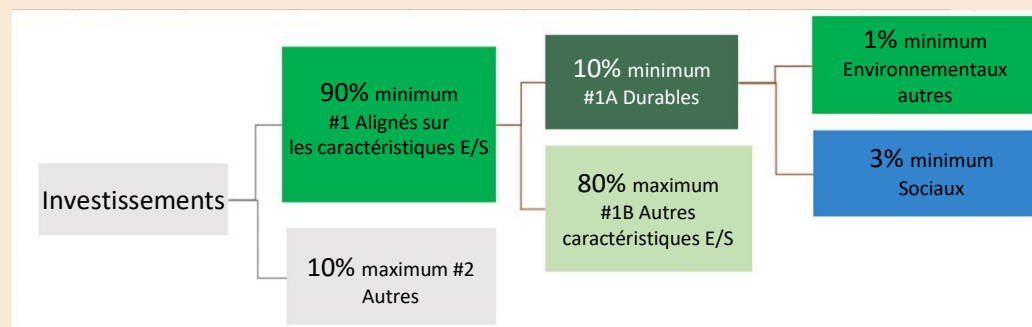 Investissements
90% minimum
#1 Alignés sur
les caractéristiques E/S
10% maximum #2
Autres
10% minimum
#1A Durables
80% maximum
#1B Autres
caractéristiques E/S
1% minimum
Environnementaux
autres
3% minimum
Sociaux